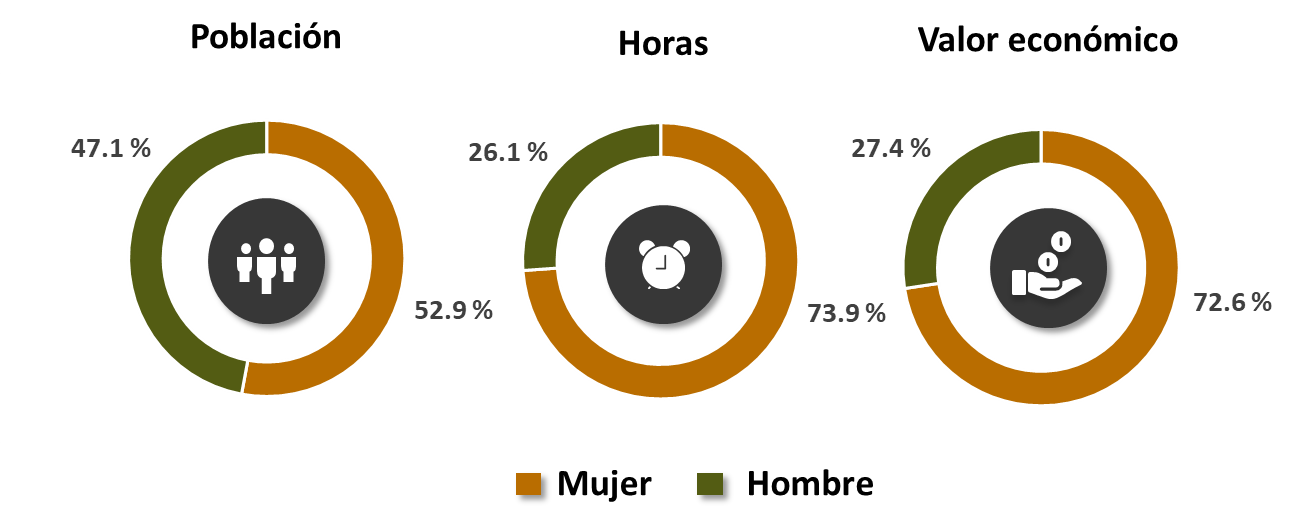 Población
Horas
Valor económico
47.1 %
52.9 %
26.1 %
73.9 %
27.4 %
72.6 %
Mujer
Hombre